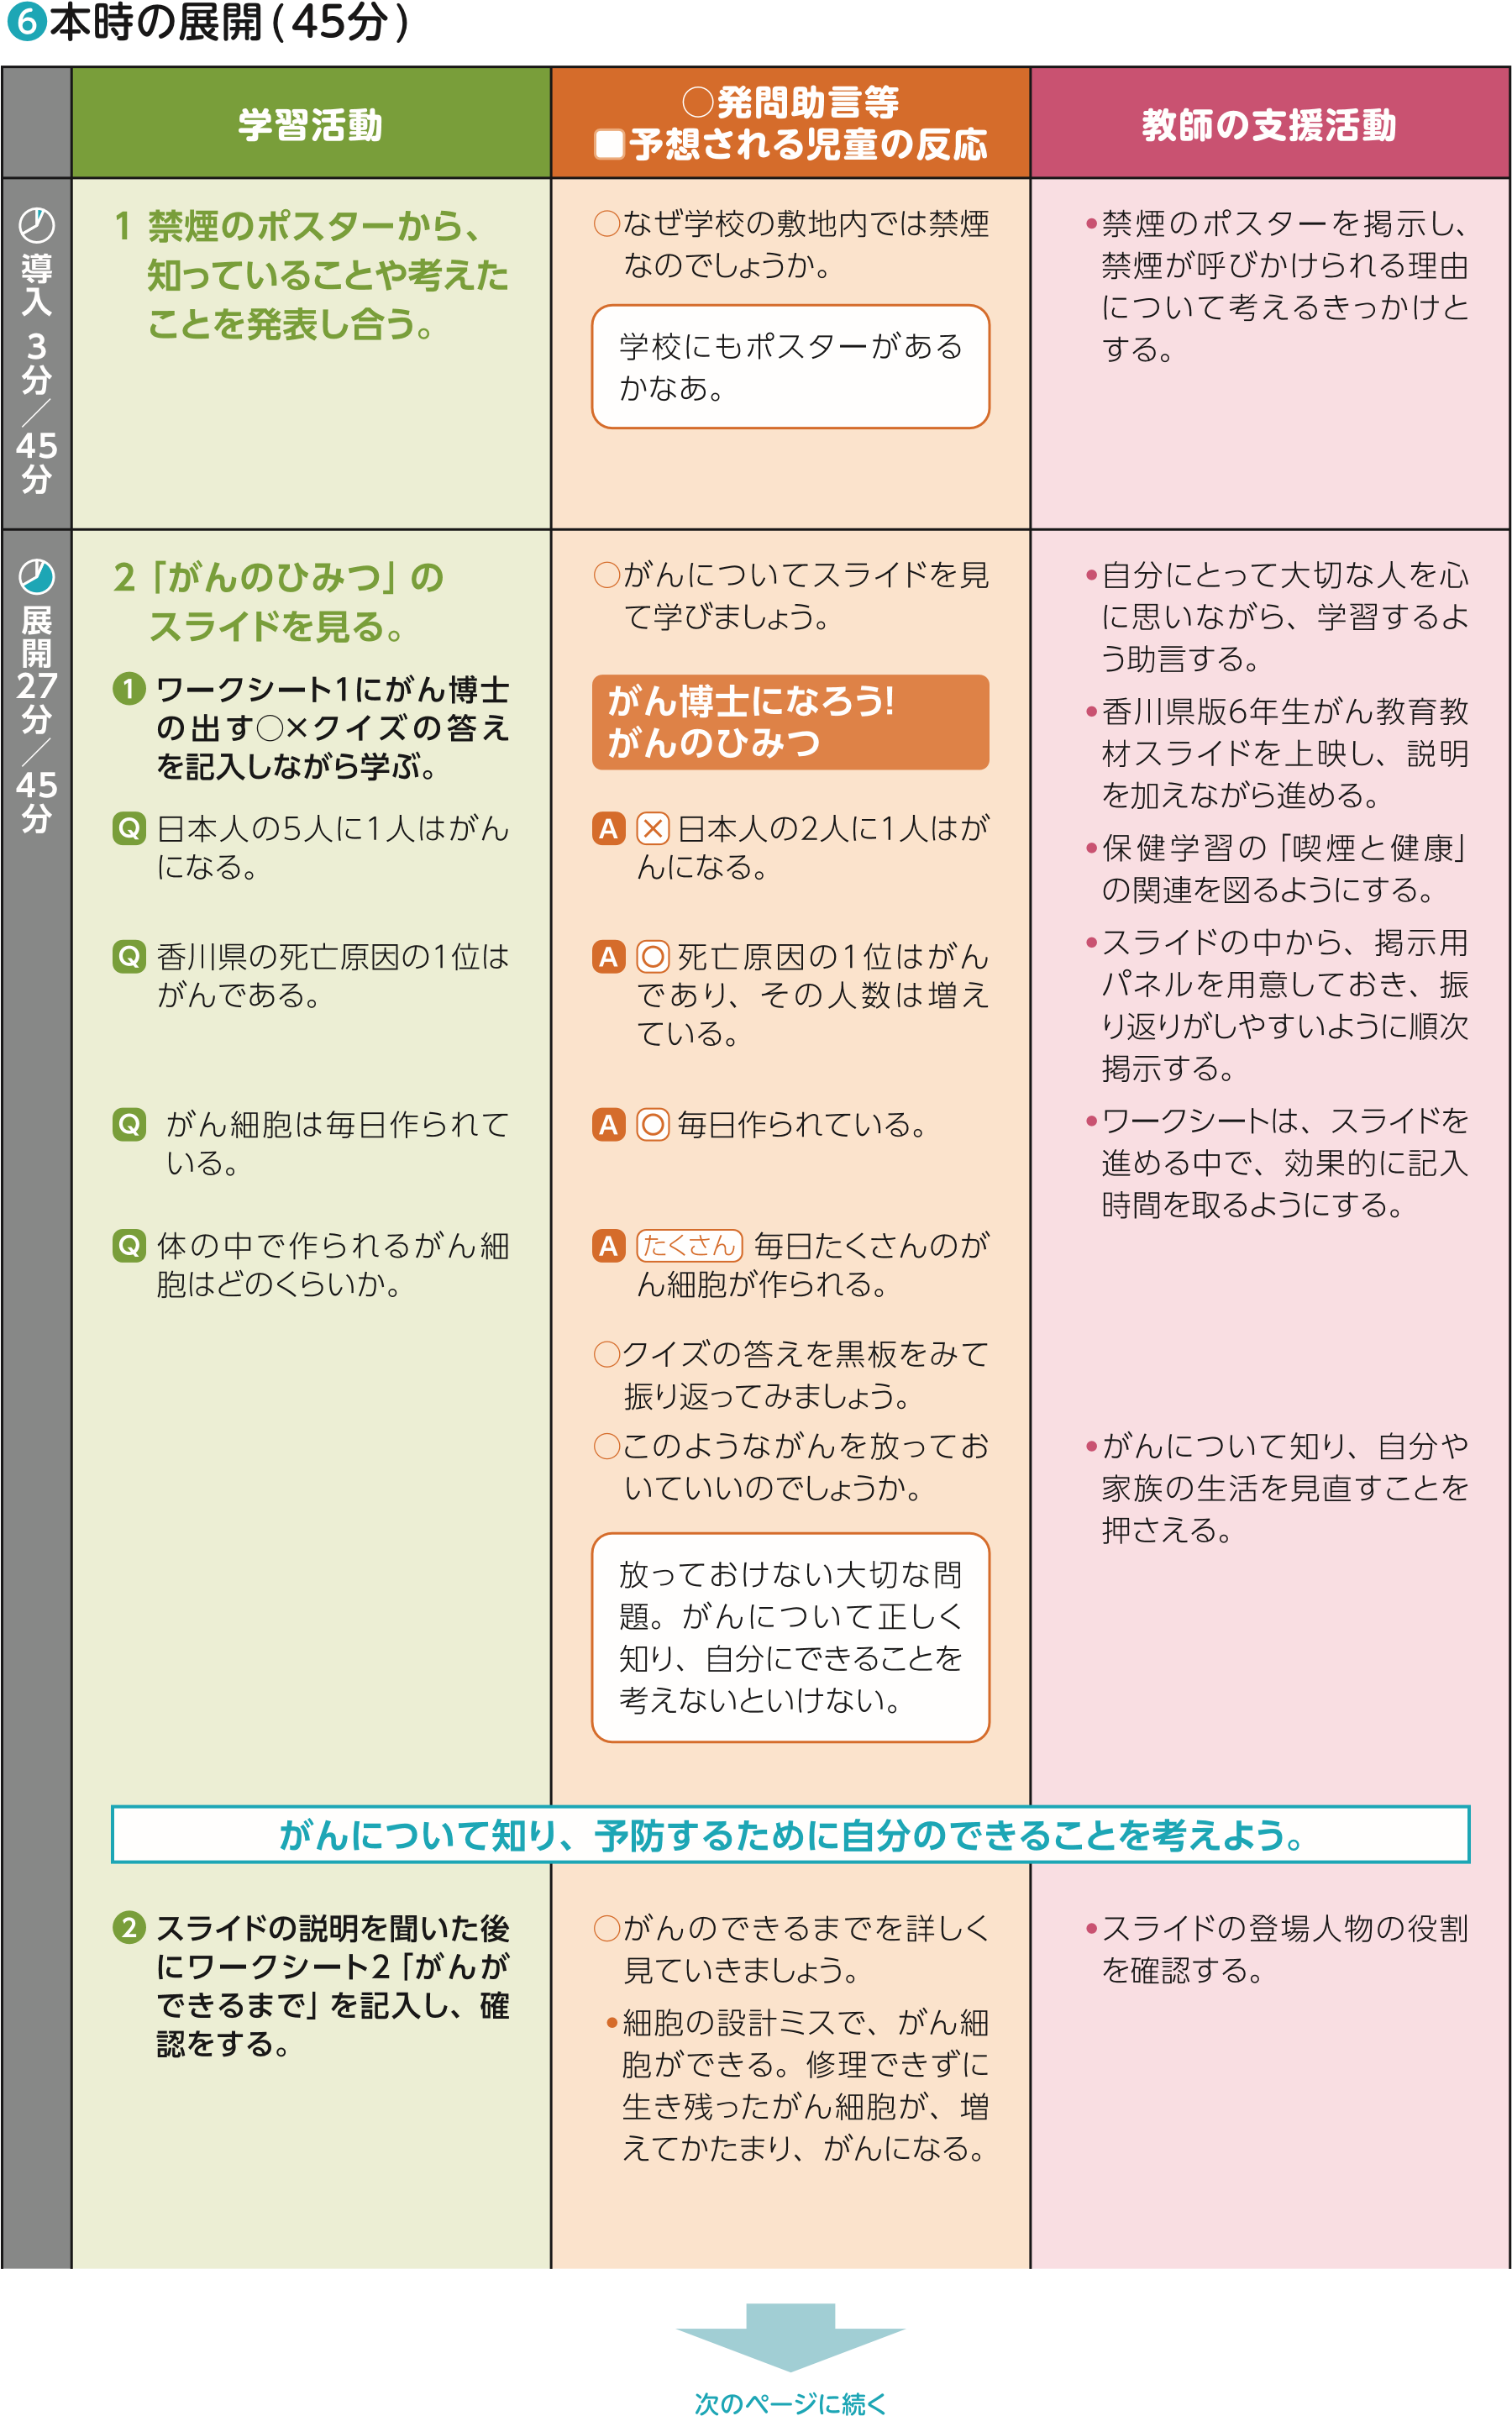 ❻本時の展開（45分）
学習活動
○発問助言等
■予想される児童の反応
教師の支援活動
導入 3分／45分
1 禁煙のポスターから、
知っていることや考えた
ことを発表し合う。
○なぜ学校の敷地内では禁煙
なのでしょうか。
学校にもポスターがある
かなあ。
•禁煙のポスターを掲示し、
禁煙が呼びかけられる理由
について考えるきっかけと
する。
展開 27分／45分
2「がんのひみつ」の
スライドを見る。
❶ ワークシート1にがん博士
の出す○×クイズの答え
を記入しながら学ぶ。
Q 日本人の5人に1人はがん
になる。
Q 香川県の死亡原因の1位は
がんである。
Q がん細胞は毎日作られて
いる。
Q 体の中で作られるがん細
胞はどのくらいか。
○がんについてスライドを見
て学びましょう。
がん博士になろう!
がんのひみつ
A × 日本人の2人に1人はが
んになる。
A ○ 死亡原因の1位はがん
であり、その人数は増え
ている。
A ○ 毎日作られている。
A たくさん 毎日たくさんのが
ん細胞が作られる。
○クイズの答えを黒板をみて
振り返ってみましょう。
○このようながんを放ってお
いていいのでしょうか。
放っておけない大切な問
題。がんについて正しく
知り、自分にできることを
考えないといけない。
•自分にとって大切な人を心
に思いながら、学習するよ
う助言する。
•香川県版6年生がん教育教
材スライドを上映し、説明
を加えながら進める。
•保健学習の「喫煙と健康」
の関連を図るようにする。
•スライドの中から、掲示用
パネルを用意しておき、振
り返りがしやすいように順次
掲示する。
•ワークシートは、スライドを
進める中で、効果的に記入
時間を取るようにする。
•がんについて知り、自分や
家族の生活を見直すことを
押さえる。
がんについて知り、予防するために自分のできることを考えよう。
❷ スライドの説明を聞いた後
にワークシート2「がんが
できるまで」を記入し、確
認をする。
○がんのできるまでを詳しく
見ていきましょう。
•細胞の設計ミスで、がん細
胞ができる。修理できずに
生き残ったがん細胞が、増
えてかたまり、がんになる。
•スライドの登場人物の役割
を確認する。
次のページに続く